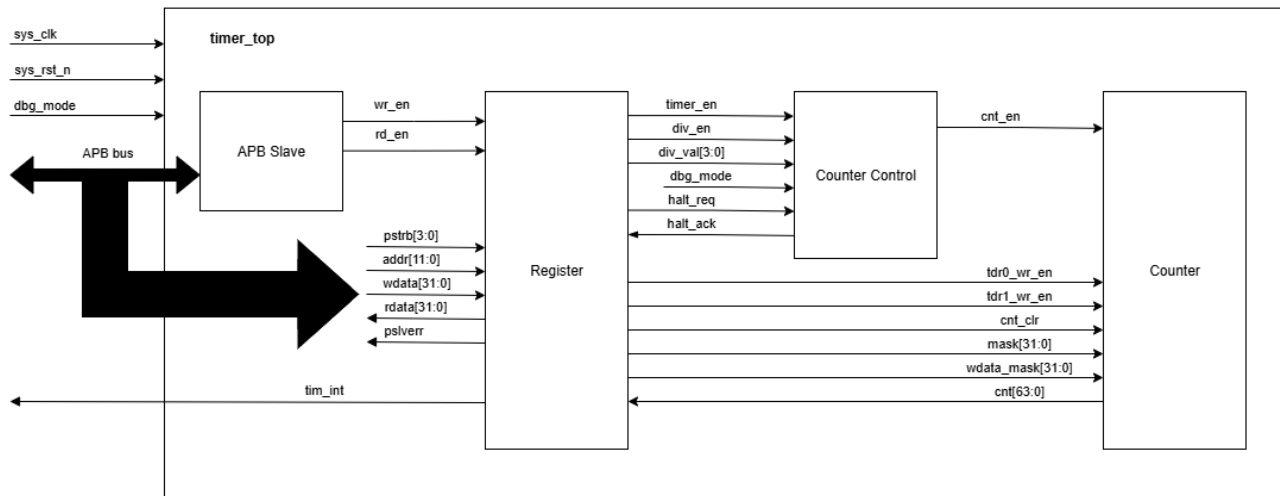 sys_clk
timer_top
sys_rst_n
dbg_mode
APB bus
APB Slave
wr_en
rd_en
pstrb[3:0]
addr[11:0]
wdata[31:0]
rdata[31:0]
pslverr
tim_int
Register
timer_en
div_en
div_val[3:0]
dbg_mode
halt_req
halt_ack
Counter Control
cnt_en
tdr0_wr_en
tdr1_wr_en
cnt_clr
mask[31:0]
wdata_mask[31:0]
cnt[63:0]
Counter